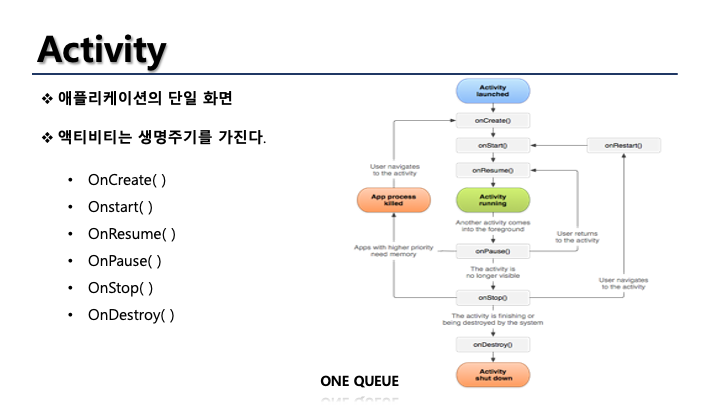 Activity
❖ 애플리케이션의 단일 화면
❖ 액티비티는 생명주기를 가진다.
• OnCreate( )
• Onstart( )
• OnResume( )
• OnPause( )
• OnStop( )
• OnDestroy( )
Activity
launched
onCreate()
onStart()
onRestart()
User navigates
to the activity
onResume()
App process
killed
Activity
running
Another activity comes
into the foreground
User returns
to the activity
Apps with higher priority
need memory
onPause()
The activity is
no longer visible
User navigates
to the activity
onStop()
The activity is finishing or
being destroyed by the system
onDestroy()
Activity
shut down
ONE QUEUE